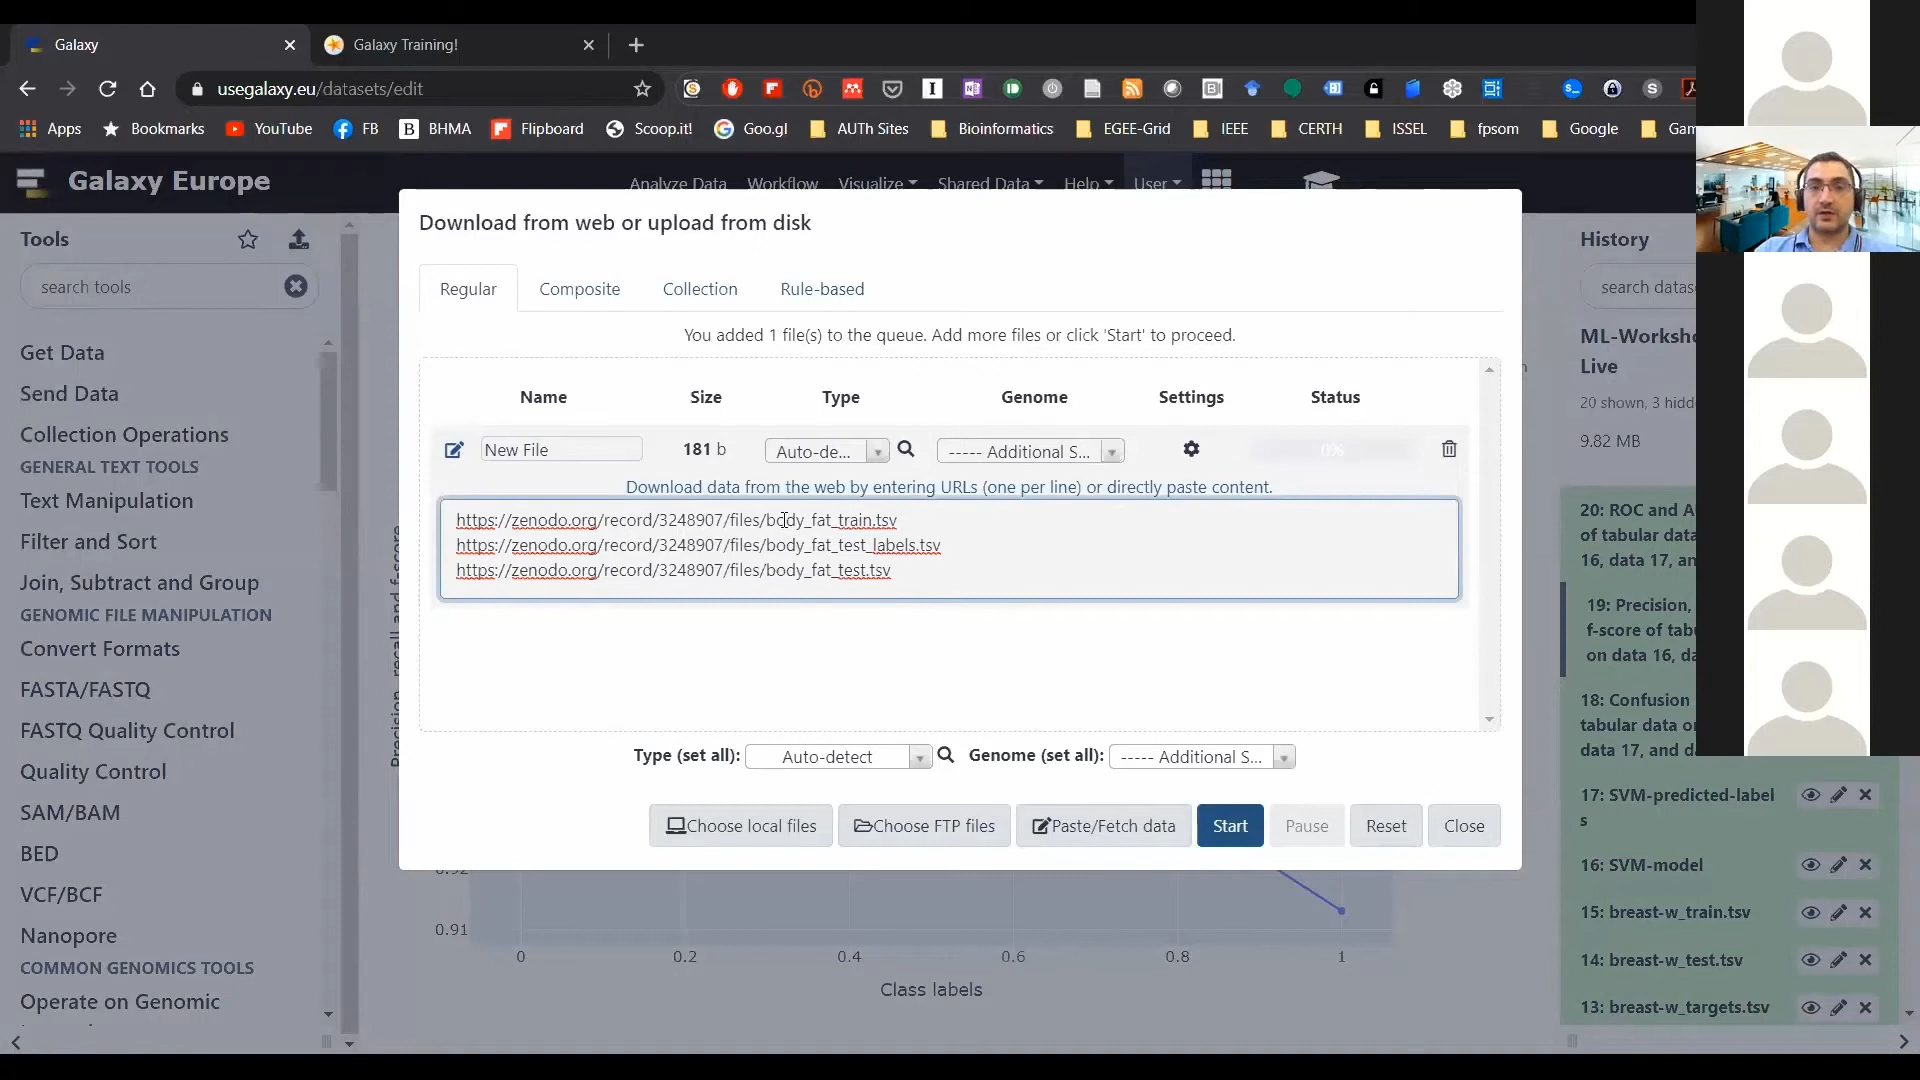 Galaxy
Galaxy Training!
usegalaxy.eu/datasets/edit
Apps
Bookmarks
YouTube
FB
BHMA
Flipboard
Scoop.it!
Goo.gl
AUTh Sites
Bioinformatics
EGEE-Grid
IEEE
CERTH
ISSEL
fpsom
Google
Gam
Galaxy Europe
Analyze Data
Workflow
Visualize
Shared Data
Help
User
Tools
search tools
Get Data
Send Data
Collection Operations
GENERAL TEXT TOOLS
Text Manipulation
Filter and Sort
Join, Subtract and Group
GENOMIC FILE MANIPULATION
Convert Formats
FASTA/FASTQ
FASTQ Quality Control
Quality Control
SAM/BAM
BED
VCF/BCF
Nanopore
COMMON GENOMICS TOOLS
Operate on Genomic
Download from web or upload from disk
Regular
Composite
Collection
Rule-based
You added 1 file(s) to the queue. Add more files or click 'Start' to proceed.
Name Size Type Genome Settings Status
New File 181 b Auto-de... ----- Additional S... 0%
Download data from the web by entering URLs (one per line) or directly paste content.
https://zenodo.org/record/3248907/files/body_fat_train.tsv
https://zenodo.org/record/3248907/files/body_fat_test_labels.tsv
https://zenodo.org/record/3248907/files/body_fat_test.tsv
Type (set all): Auto-detect Genome (set all): ----- Additional S...
Choose local files
Choose FTP files
Paste/Fetch data
Start
Pause
Reset
Close
Precision, recall and f-score
0.92
0.91
0 0.2 0.4 0.6 0.8 1
Class labels
History
search datas
ML-Worksho
Live
20 shown, 3 hidd
9.82 MB
20: ROC and A
of tabular data
16, data 17, an
19: Precision,
f-score of tabu
on data 16, da
18: Confusion
tabular data o
data 17, and d
17: SVM-predicted-label
s
16: SVM-model
15: breast-w_train.tsv
14: breast-w_test.tsv
13: breast-w_targets.tsv